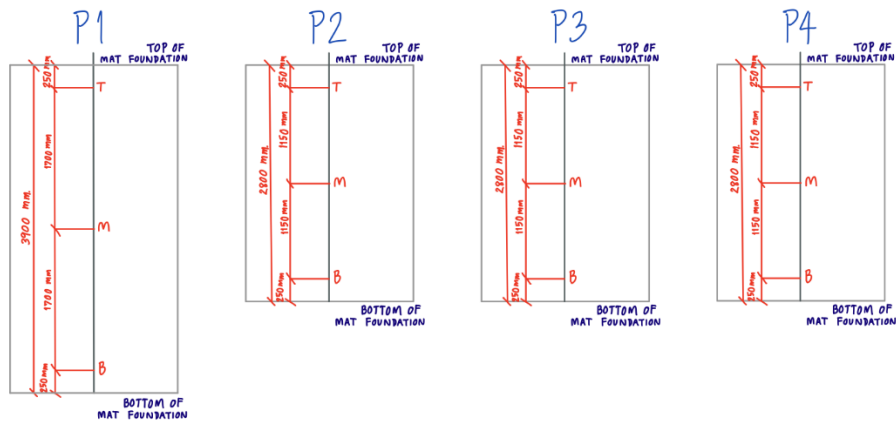 P1
TOP OF
MAT FOUNDATION
250 mm
T
1700 mm
3900 mm
M
1700 mm
B
250 mm
BOTTOM OF
MAT FOUNDATION
P2
TOP OF
MAT FOUNDATION
250 mm
T
1150 mm
2800 mm
M
1150 mm
B
250 mm
BOTTOM OF
MAT FOUNDATION
P3
TOP OF
MAT FOUNDATION
250 mm
T
1150 mm
2800 mm
M
1150 mm
B
250 mm
BOTTOM OF
MAT FOUNDATION
P4
TOP OF
MAT FOUNDATION
250 mm
T
1150 mm
2800 mm
M
1150 mm
B
250 mm
BOTTOM OF
MAT FOUNDATION